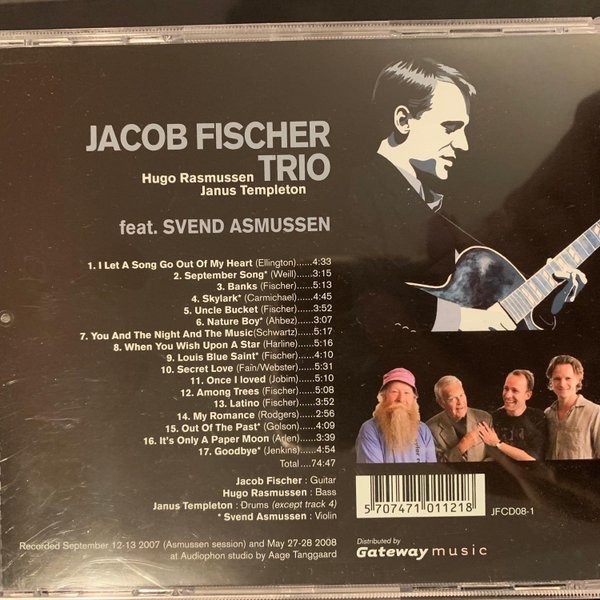 JACOB FISCHER
TRIO
Hugo Rasmussen
Janus Templeton
feat. SVEND ASMUSSEN
1. I Let A Song Go Out Of My Heart (Ellington)......4:33
2. September Song* (Weill)......3:15
3. Banks (Fischer)......5:13
4. Skylark* (Carmichael)......4:45
5. Uncle Bucket (Fischer)......3:52
6. Nature Boy* (Ahbez)......3:07
7. You And The Night And The Music(Schwartz)......5:17
8. When You Wish Upon A Star (Harline)......5:16
9. Louis Blue Saint* (Fischer)......4:10
10. Secret Love (Fain/Webster)......5:31
11. Once I loved (Jobim)......5:10
12. Among Trees (Fischer)......5:08
13. Latino (Fischer)......3:52
14. My Romance (Rodgers)......2:56
15. Out Of The Past* (Golson)......4:09
16. It's Only A Paper Moon (Arlen)......3:39
17. Goodbye* (Jenkins)......4:54
Total.....74:47
Jacob Fischer : Guitar
Hugo Rasmussen : Bass
Janus Templeton : Drums (except track 4)
* Svend Asmussen : Violin
Recorded September 12-13 2007 (Asmussen session) and May 27-28 2008
at Audiophon studio by Aage Tanggaard
5 707471 011218
JFCD08-1
Distributed by
Gateway music